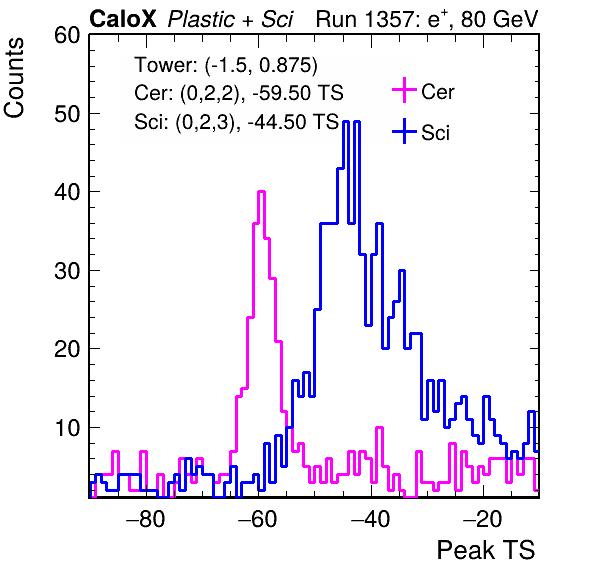 CaloX Plastic + Sci Run 1357: e+, 80 GeV
Counts
Tower: (-1.5, 0.875)
Cer: (0,2,2), -59.50 TS
Sci: (0,2,3), -44.50 TS
Cer
Sci
60
50
40
30
20
10
−80 −60 −40 −20
Peak TS